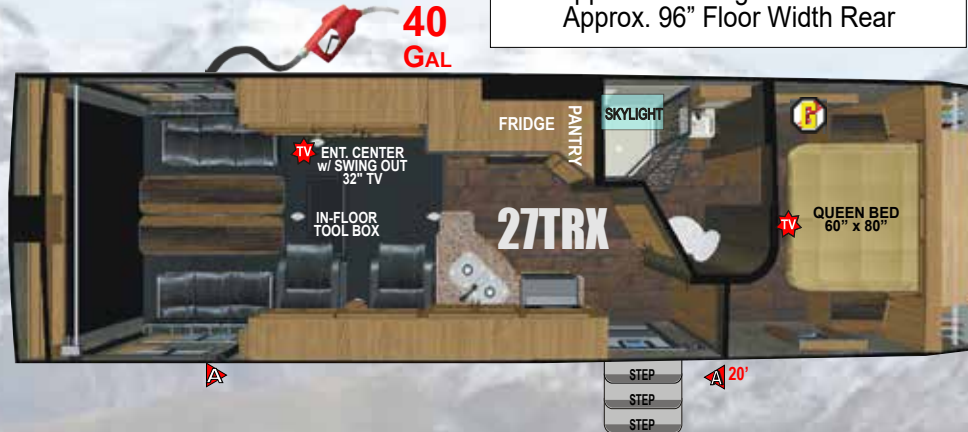 Approx. 96” Floor Width Rear
40
GAL
FRIDGE
PANTRY
SKYLIGHT
TV
ENT. CENTER
w/ SWING OUT
32" TV
IN-FLOOR
TOOL BOX
27TRX
TV
QUEEN BED
60” x 80”
A
A
20’
STEP
STEP
STEP